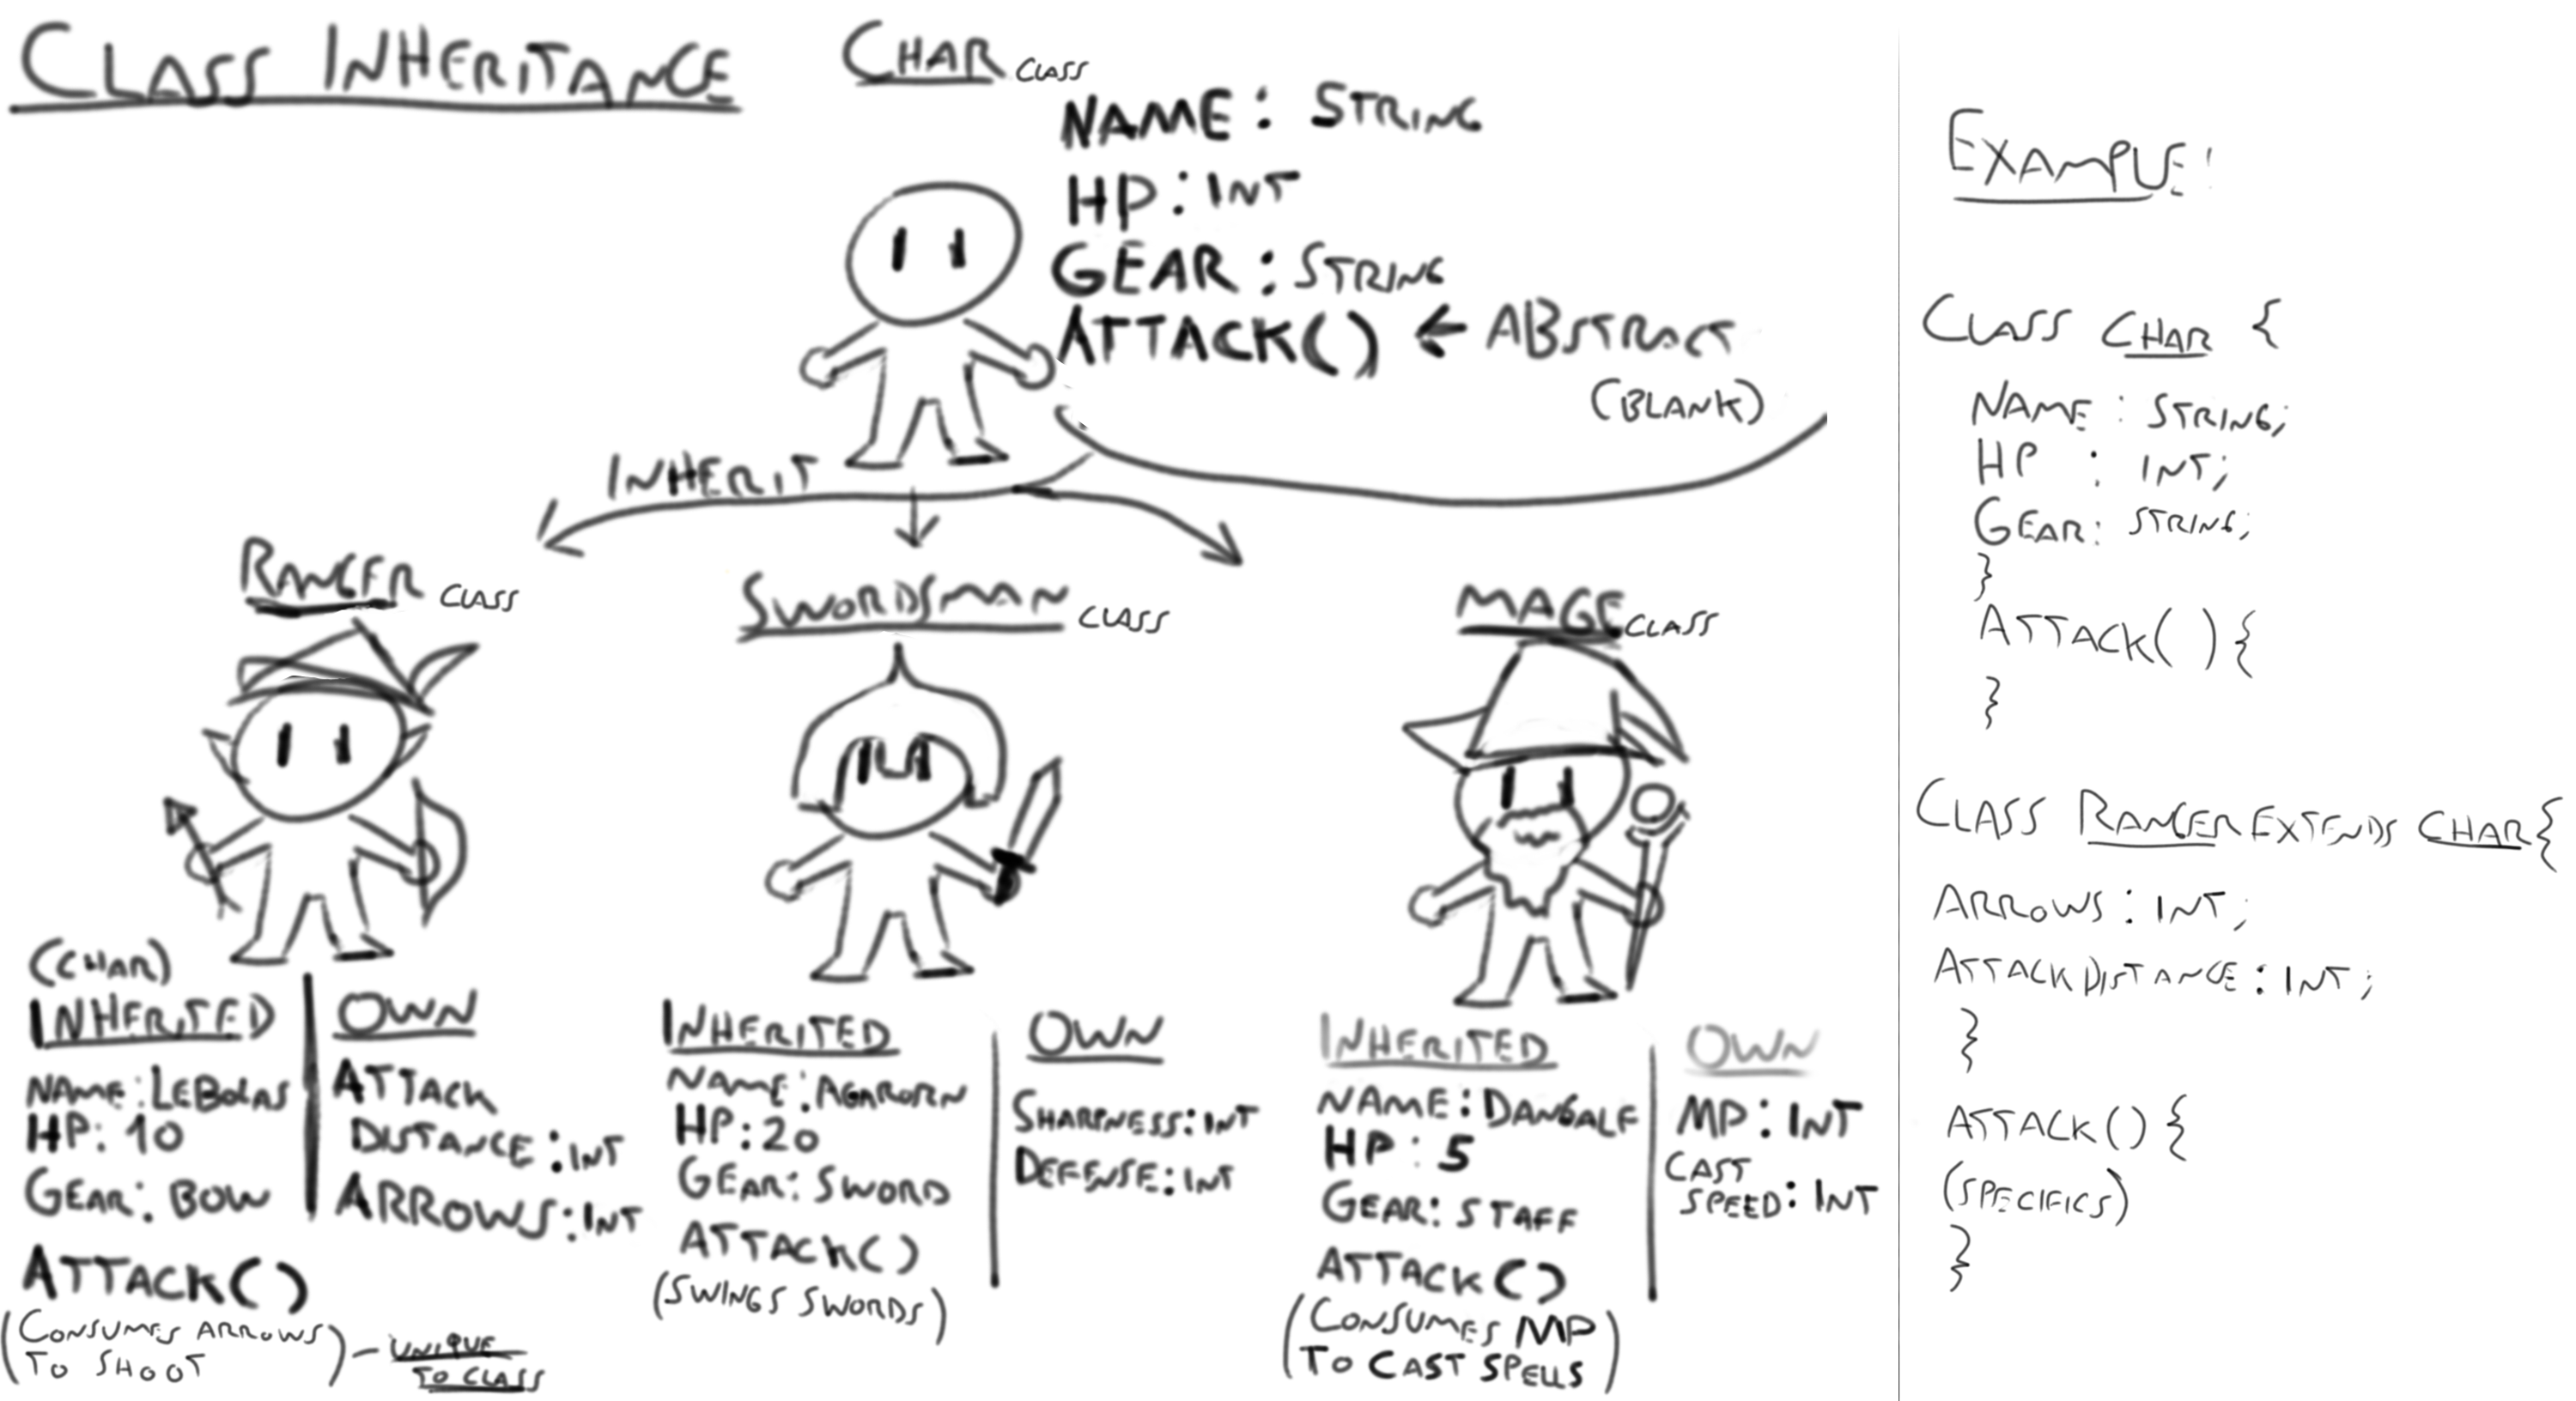 CLASS INHERITANCE
CHAR CLASS
NAME: STRING
HP: INT
GEAR: STRING
ATTACK() ← ABSTRACT
(BLANK)
INHERIT
RANGER CLASS
(CHAR)
INHERITED
NAME: LEBOLAS
HP: 10
GEAR: BOW
ATTACK()
(CONSUMES ARROWS
TO SHOOT) - UNIQUE
TO CLASS
OWN
ATTACK
DISTANCE: INT
ARROWS: INT
SWORDSMAN CLASS
INHERITED
NAME: AGARORN
HP: 20
GEAR: SWORD
ATTACK()
(SWINGS SWORDS)
OWN
SHARPNESS: INT
DEFENSE: INT
MAGE CLASS
INHERITED
NAME: DANGALF
HP: 5
GEAR: STAFF
ATTACK()
(CONSUMES MP
TO CAST SPELLS)
OWN
MP: INT
CAST
SPEED: INT
EXAMPLE:
CLASS CHAR {
NAME: STRING;
HP : INT;
GEAR: STRING;
}
ATTACK( ){
}
CLASS RANGER EXTENDS CHAR{
ARROWS: INT;
ATTACK DISTANCE: INT;
}
ATTACK() {
(SPECIFICS)
}